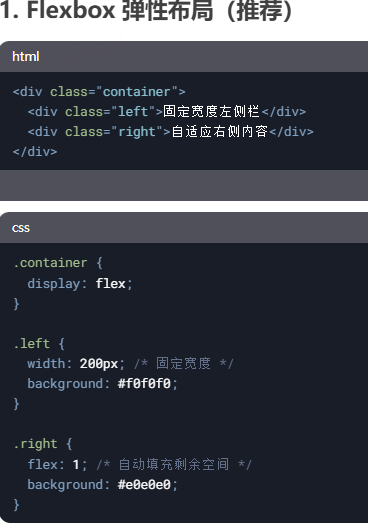 1. Flexbox 弹性布局（推荐）
html
<div class="container">
  <div class="left">固定宽度左侧栏</div>
  <div class="right">自适应右侧内容</div>
</div>
css
.container {
  display: flex;
}

.left {
  width: 200px; /* 固定宽度 */
  background: #f0f0f0;
}

.right {
  flex: 1; /* 自动填充剩余空间 */
  background: #e0e0e0;
}